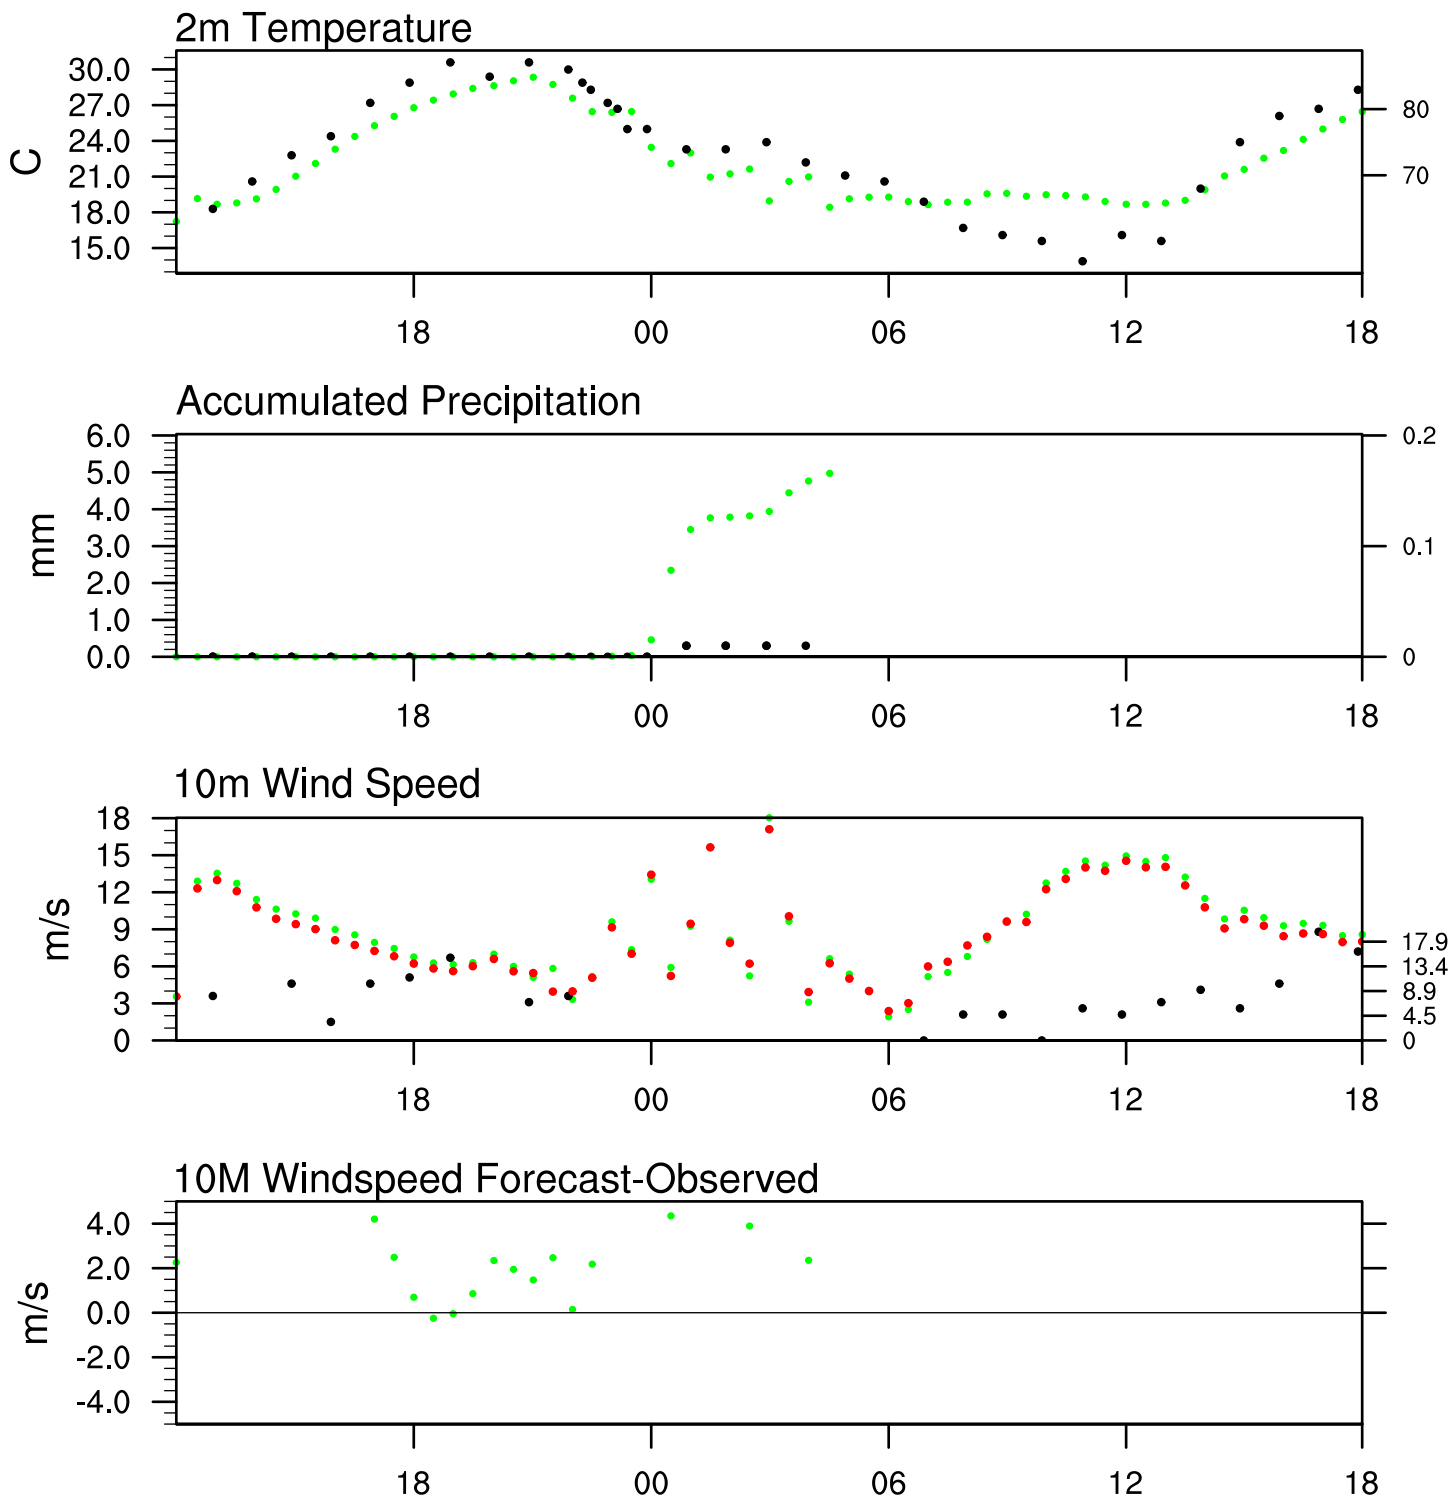 2m Temperature
30.0
27.0
24.0
21.0
18.0
15.0
C
80
70
18 00 06 12 18
Accumulated Precipitation
6.0
5.0
4.0
3.0
2.0
1.0
0.0
mm
0.2
0.1
0
18 00 06 12 18
10m Wind Speed
18
15
12
9
6
3
0
m/s
17.9
13.4
8.9
4.5
0
18 00 06 12 18
10M Windspeed Forecast-Observed
4.0
2.0
0.0
-2.0
-4.0
m/s
18 00 06 12 18